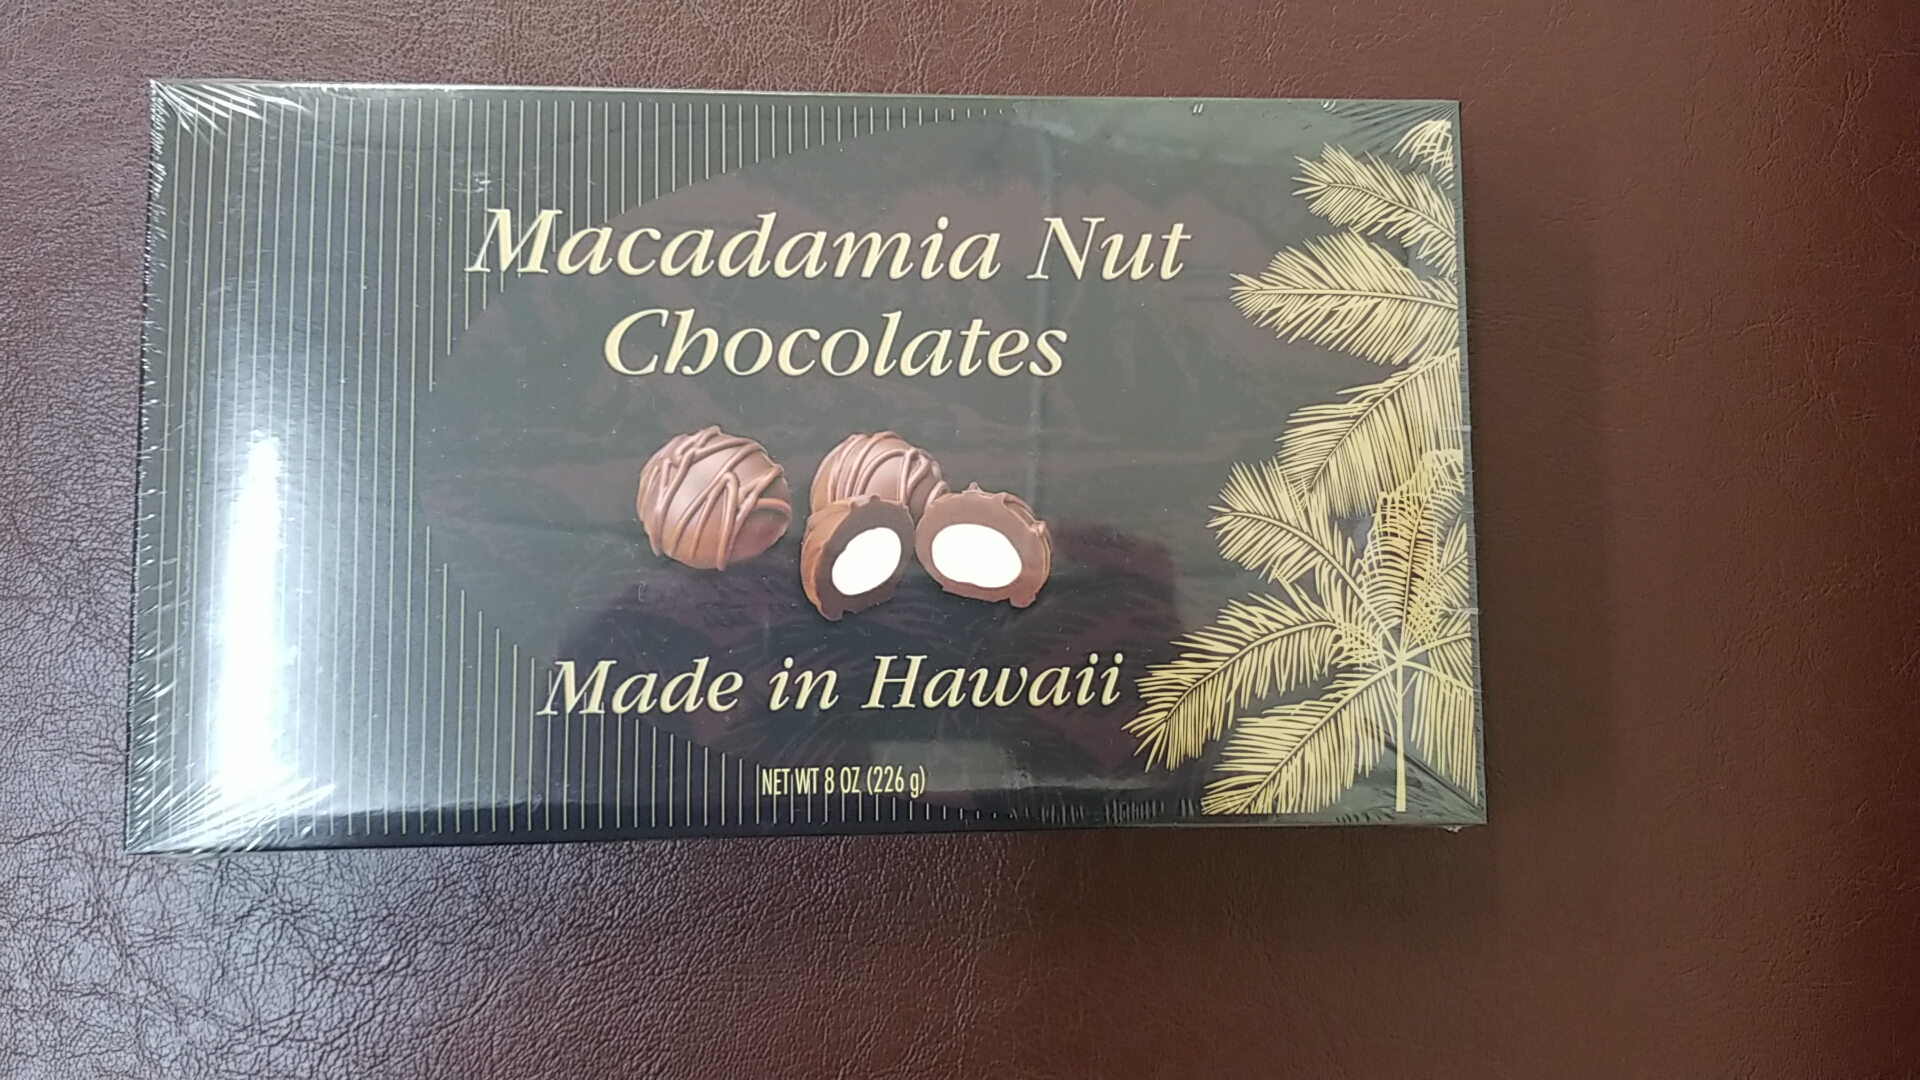 Macadamia Nut
Chocolates
Made in Hawaii
NET WT 8 OZ (226 g)